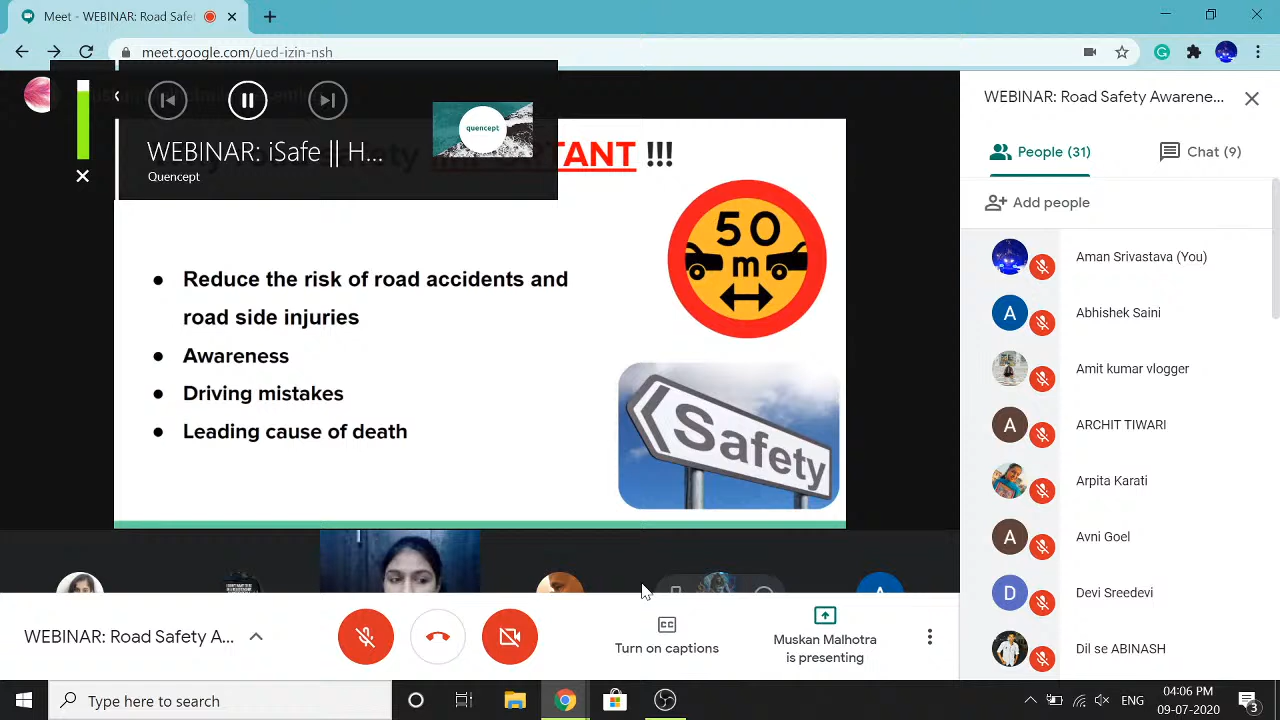 Meet - WEBINAR: Road Saf
meet.google.com/ued-izin-nsh
WEBINAR: iSafe || H...
Quencept
quencept
TANT !!!
50
m
Reduce the risk of road accidents and
road side injuries
Awareness
Driving mistakes
Leading cause of death
Safety
WEBINAR: Road Safety Awarene...
People (31)
Chat (9)
Add people
Aman Srivastava (You)
A Abhishek Saini
Amit kumar vlogger
A ARCHIT TIWARI
Arpita Karati
A Avni Goel
D Devi Sreedevi
Dil se ABINASH
A
WEBINAR: Road Safety A...
CC
Turn on captions
Muskan Malhotra
is presenting
Type here to search
ENG
04:06 PM
09-07-2020
3